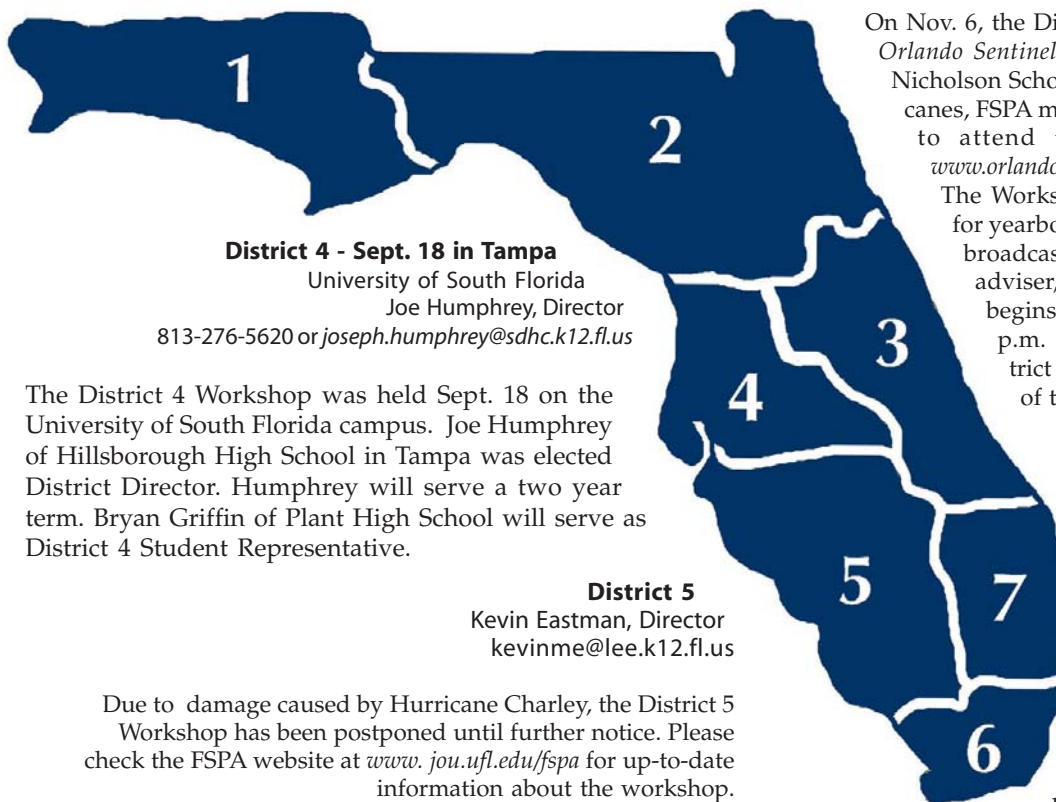 1
2
3
4
5
7
6
District 4 - Sept. 18 in Tampa
University of South Florida
Joe Humphrey, Director
813-276-5620 or joseph.humphrey@sdhc.k12.fl.us
The District 4 Workshop was held Sept. 18 on the
University of South Florida campus. Joe Humphrey
of Hillsborough High School in Tampa was elected
District Director. Humphrey will serve a two year
term. Bryan Griffin of Plant High School will serve as
District 4 Student Representative.
District 5
Kevin Eastman, Director
kevinme@lee.k12.fl.us
Due to damage caused by Hurricane Charley, the District 5
Workshop has been postponed until further notice. Please
check the FSPA website at www. jou.ufl.edu/fspa for up-to-date
information about the workshop.
On Nov. 6, the Di
Orlando Sentinel
Nicholson Scho
canes, FSPA m
to attend
www.orlando
The Works
for yearbo
broadcas
adviser,
begins
p.m.
trict
of t